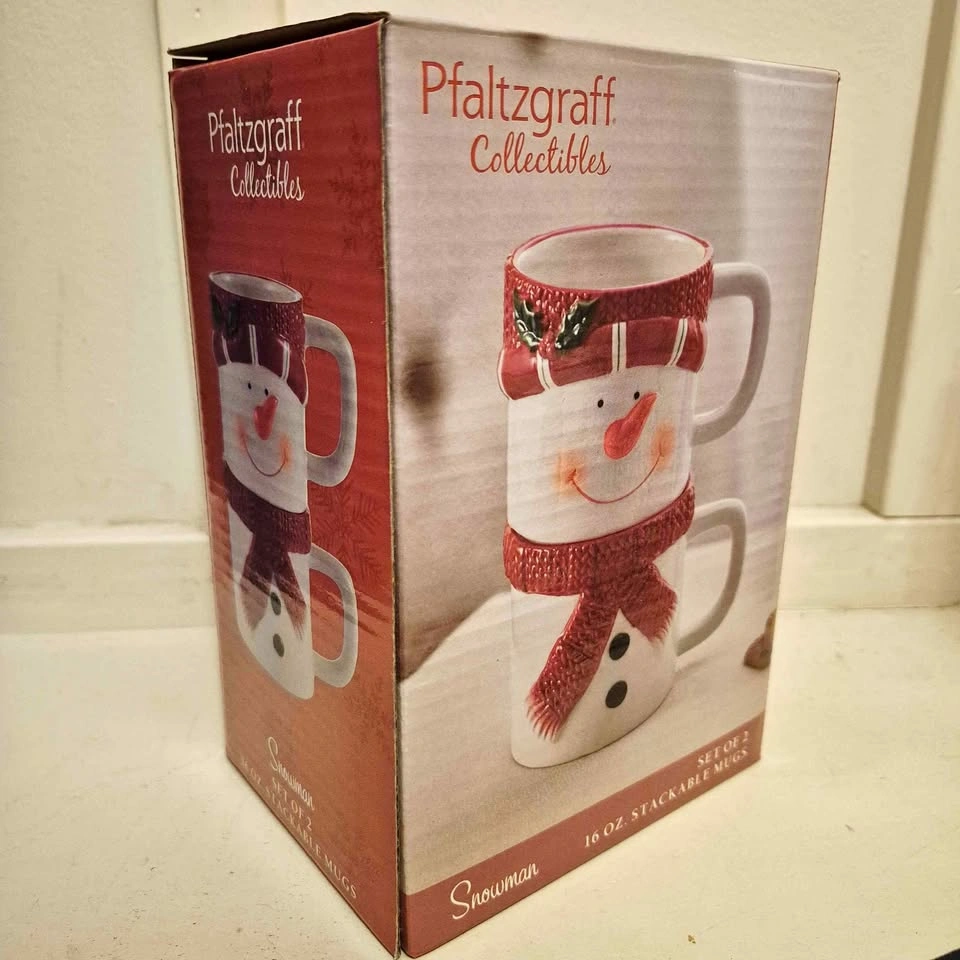 Pfaltzgraff
Collectibles
Snowman
SET OF 2
16 OZ. STACKABLE MUGS
Pfaltzgraff
Collectibles
SET OF 2
16 OZ. STACKABLE MUGS
Snowman